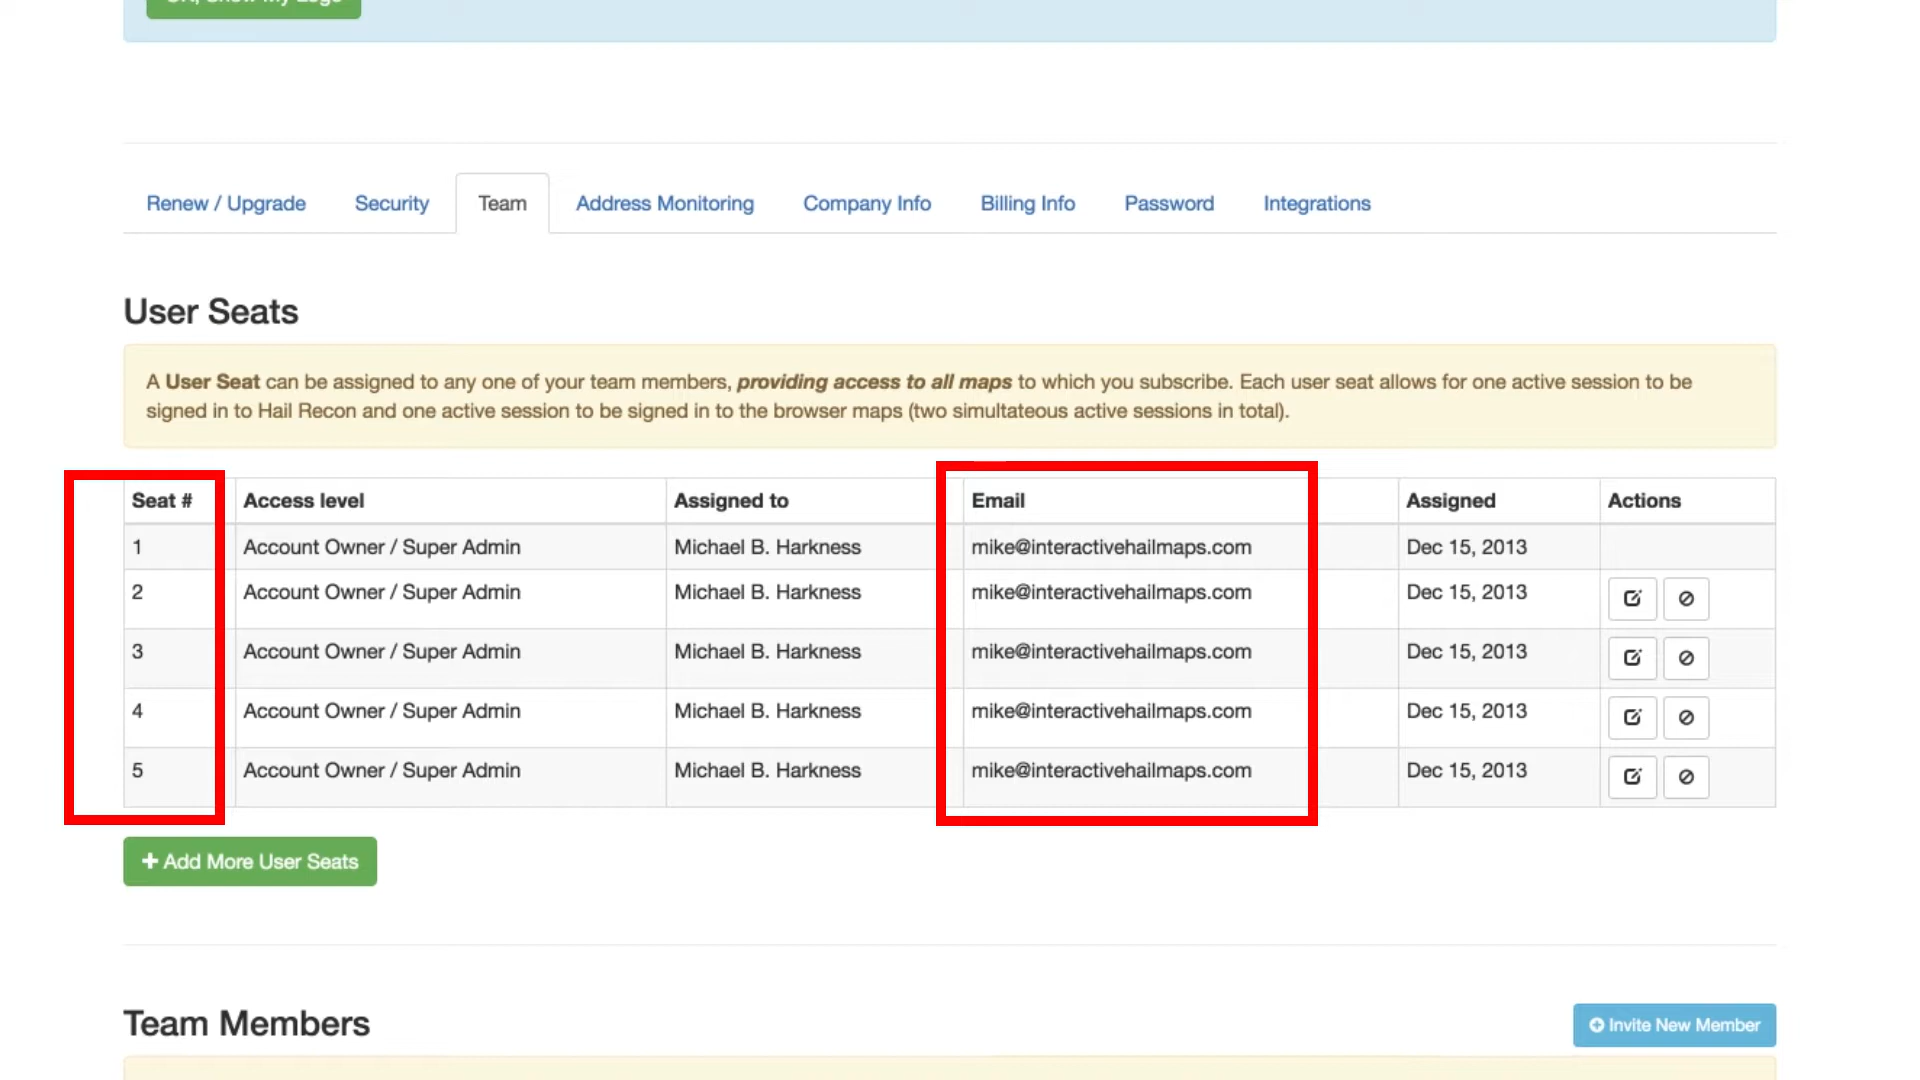 Renew / Upgrade Security Team Address Monitoring Company Info Billing Info Password Integrations
User Seats
A User Seat can be assigned to any one of your team members, providing access to all maps to which you subscribe. Each user seat allows for one active session to be
signed in to Hail Recon and one active session to be signed in to the browser maps (two simultateous active sessions in total).
Seat # Access level Assigned to Email Assigned Actions
1 Account Owner / Super Admin Michael B. Harkness mike@interactivehailmaps.com Dec 15, 2013
2 Account Owner / Super Admin Michael B. Harkness mike@interactivehailmaps.com Dec 15, 2013
3 Account Owner / Super Admin Michael B. Harkness mike@interactivehailmaps.com Dec 15, 2013
4 Account Owner / Super Admin Michael B. Harkness mike@interactivehailmaps.com Dec 15, 2013
5 Account Owner / Super Admin Michael B. Harkness mike@interactivehailmaps.com Dec 15, 2013
Add More User Seats
Team Members
Invite New Member